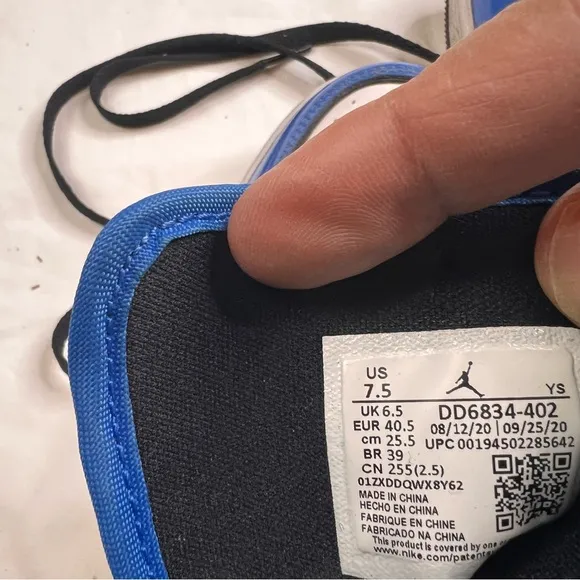 US
7.5 YS
UK 6.5 DD6834-402
EUR 40.5 08/12/20 | 09/25/20
cm 25.5 UPC 00194502285642
BR 39
CN 255(2.5)
01ZXDDQWX8Y62
MADE IN CHINA
HECHO EN CHINA
FABRIQUE EN CHINE
FABRICADO NA CHINA
This product is covered by one
www.nike.com/patents